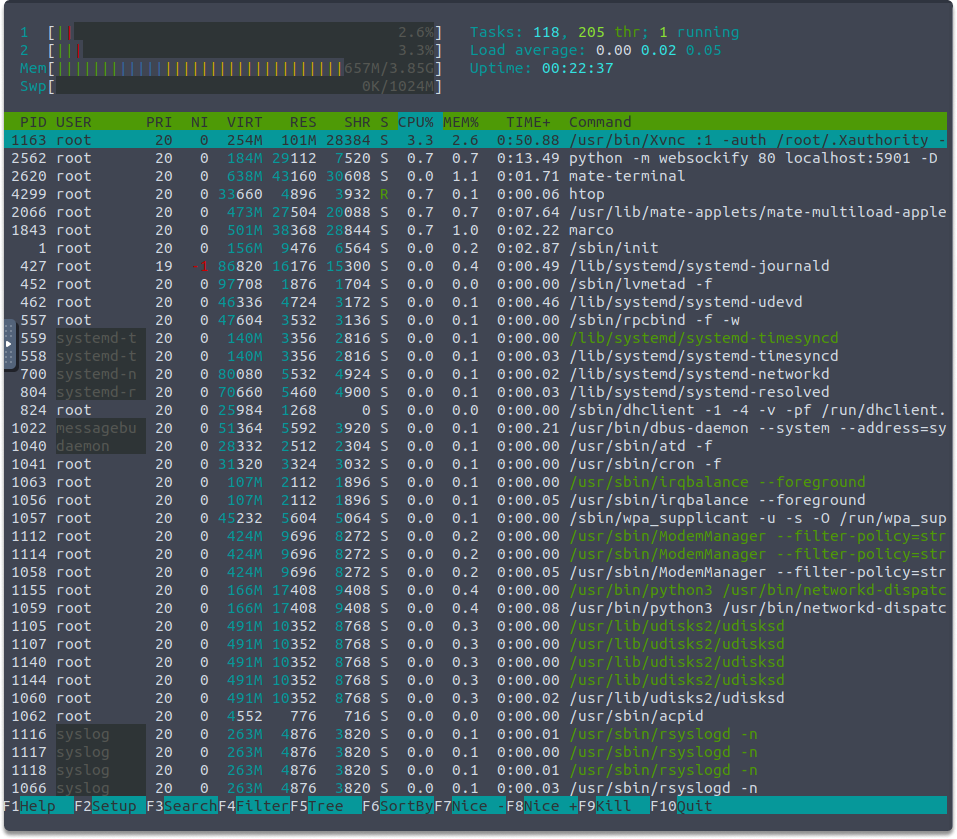 1 [|| 2.6%] Tasks: 118, 205 thr; 1 running
2 [||| 3.3%] Load average: 0.00 0.02 0.05
Mem[||||||||||||||||||||||||||||||||657M/3.85G] Uptime: 00:22:37
Swp[ 0K/1024M]
PID USER PRI NI VIRT RES SHR S CPU% MEM% TIME+ Command
1163 root 20 0 254M 101M 28384 S 3.3 2.6 0:50.88 /usr/bin/Xvnc :1 -auth /root/.Xauthority -
2562 root 20 0 184M 29112 7520 S 0.7 0.7 0:13.49 python -m websockify 80 localhost:5901 -D
2620 root 20 0 638M 43160 30608 S 0.0 1.1 0:01.71 mate-terminal
4299 root 20 0 33660 4896 3932 R 0.7 0.1 0:00.06 htop
2066 root 20 0 473M 27504 20088 S 0.7 0.7 0:07.64 /usr/lib/mate-applets/mate-multiload-apple
1843 root 20 0 501M 38368 28844 S 0.7 1.0 0:02.22 marco
1 root 20 0 156M 9476 6564 S 0.0 0.2 0:02.87 /sbin/init
427 root 19 -1 86820 16176 15300 S 0.0 0.4 0:00.49 /lib/systemd/systemd-journald
452 root 20 0 97708 1876 1704 S 0.0 0.0 0:00.00 /sbin/lvmetad -f
462 root 20 0 46336 4724 3172 S 0.0 0.1 0:00.46 /lib/systemd/systemd-udevd
557 root 20 0 47604 3532 3136 S 0.0 0.1 0:00.00 /sbin/rpcbind -f -w
559 systemd-t 20 0 140M 3356 2816 S 0.0 0.1 0:00.00 /lib/systemd/systemd-timesyncd
558 systemd-t 20 0 140M 3356 2816 S 0.0 0.1 0:00.03 /lib/systemd/systemd-timesyncd
700 systemd-n 20 0 80080 5532 4924 S 0.0 0.1 0:00.02 /lib/systemd/systemd-networkd
804 systemd-r 20 0 70660 5460 4900 S 0.0 0.1 0:00.03 /lib/systemd/systemd-resolved
824 root 20 0 25984 1268 0 S 0.0 0.0 0:00.00 /sbin/dhclient -1 -4 -v -pf /run/dhclient.
1022 messagebu 20 0 51364 5592 3920 S 0.0 0.1 0:00.21 /usr/bin/dbus-daemon --system --address=sy
1040 daemon 20 0 28332 2512 2304 S 0.0 0.1 0:00.00 /usr/sbin/atd -f
1041 root 20 0 31320 3324 3032 S 0.0 0.1 0:00.00 /usr/sbin/cron -f
1063 root 20 0 107M 2112 1896 S 0.0 0.1 0:00.00 /usr/sbin/irqbalance --foreground
1056 root 20 0 107M 2112 1896 S 0.0 0.1 0:00.05 /usr/sbin/irqbalance --foreground
1057 root 20 0 45232 5604 5064 S 0.0 0.1 0:00.00 /sbin/wpa_supplicant -u -s -O /run/wpa_sup
1112 root 20 0 424M 9696 8272 S 0.0 0.2 0:00.00 /usr/sbin/ModemManager --filter-policy=str
1114 root 20 0 424M 9696 8272 S 0.0 0.2 0:00.00 /usr/sbin/ModemManager --filter-policy=str
1058 root 20 0 424M 9696 8272 S 0.0 0.2 0:00.05 /usr/sbin/ModemManager --filter-policy=str
1155 root 20 0 166M 17408 9408 S 0.0 0.4 0:00.00 /usr/bin/python3 /usr/bin/networkd-dispatc
1059 root 20 0 166M 17408 9408 S 0.0 0.4 0:00.08 /usr/bin/python3 /usr/bin/networkd-dispatc
1105 root 20 0 491M 10352 8768 S 0.0 0.3 0:00.00 /usr/lib/udisks2/udisksd
1107 root 20 0 491M 10352 8768 S 0.0 0.3 0:00.00 /usr/lib/udisks2/udisksd
1140 root 20 0 491M 10352 8768 S 0.0 0.3 0:00.00 /usr/lib/udisks2/udisksd
1144 root 20 0 491M 10352 8768 S 0.0 0.3 0:00.00 /usr/lib/udisks2/udisksd
1060 root 20 0 491M 10352 8768 S 0.0 0.3 0:00.02 /usr/lib/udisks2/udisksd
1062 root 20 0 4552 776 716 S 0.0 0.0 0:00.00 /usr/sbin/acpid
1116 syslog 20 0 263M 4876 3820 S 0.0 0.1 0:00.01 /usr/sbin/rsyslogd -n
1117 syslog 20 0 263M 4876 3820 S 0.0 0.1 0:00.00 /usr/sbin/rsyslogd -n
1118 syslog 20 0 263M 4876 3820 S 0.0 0.1 0:00.01 /usr/sbin/rsyslogd -n
1066 syslog 20 0 263M 4876 3820 S 0.0 0.1 0:00.03 /usr/sbin/rsyslogd -n
F1Help F2Setup F3SearchF4FilterF5Tree F6SortByF7Nice -F8Nice +F9Kill F10Quit